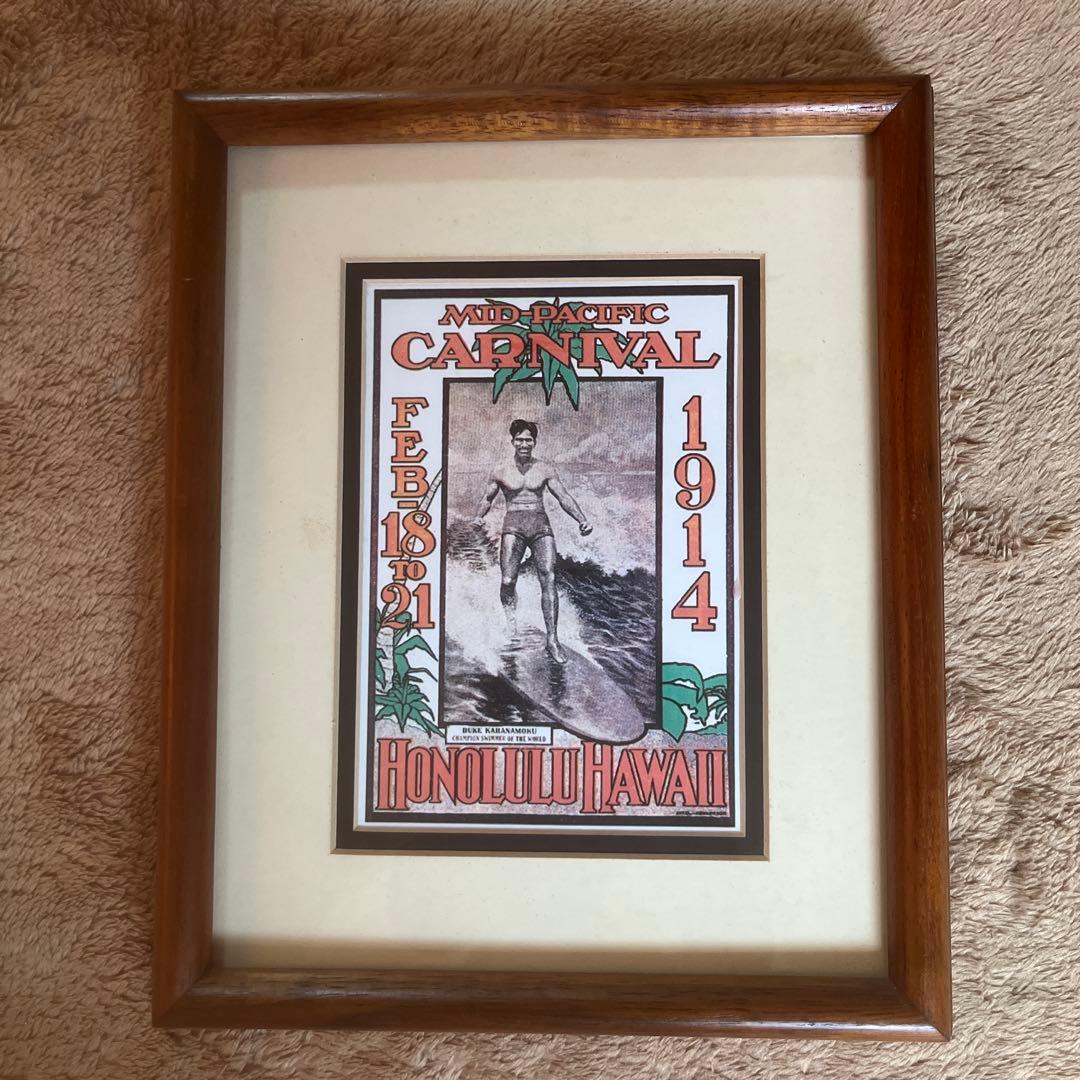 MID-PACIFIC
CARNIVAL
FEB-
18
TO
21
1914
DUKE KAHANAMOKU
CHAMPION SWIMMER OF THE WORLD
HONOLULU HAWAII